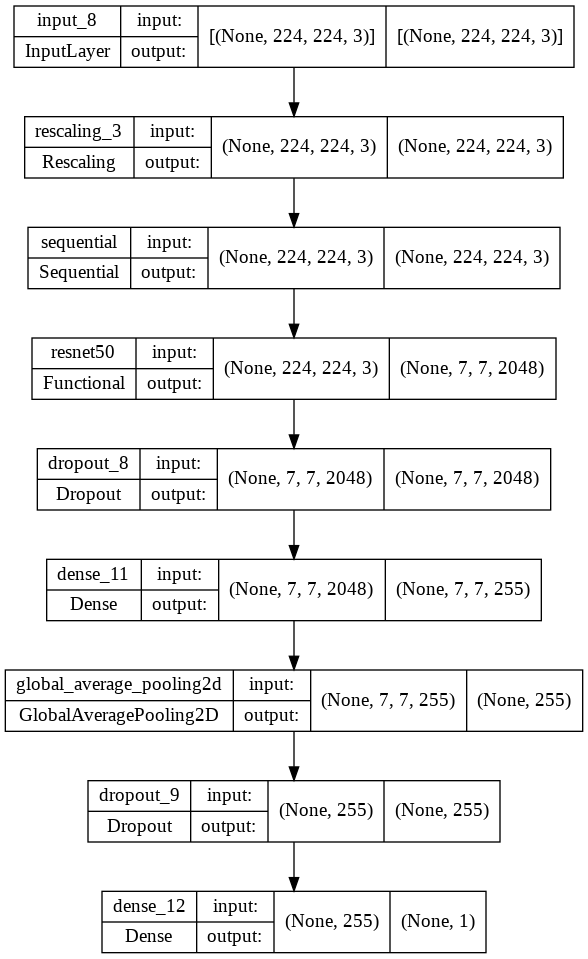 input_8 input: [(None, 224, 224, 3)] [(None, 224, 224, 3)]
InputLayer output:
rescaling_3 input: (None, 224, 224, 3) (None, 224, 224, 3)
Rescaling output:
sequential input: (None, 224, 224, 3) (None, 224, 224, 3)
Sequential output:
resnet50 input: (None, 224, 224, 3) (None, 7, 7, 2048)
Functional output:
dropout_8 input: (None, 7, 7, 2048) (None, 7, 7, 2048)
Dropout output:
dense_11 input: (None, 7, 7, 2048) (None, 7, 7, 255)
Dense output:
global_average_pooling2d input: (None, 7, 7, 255) (None, 255)
GlobalAveragePooling2D output:
dropout_9 input: (None, 255) (None, 255)
Dropout output:
dense_12 input: (None, 255) (None, 1)
Dense output: